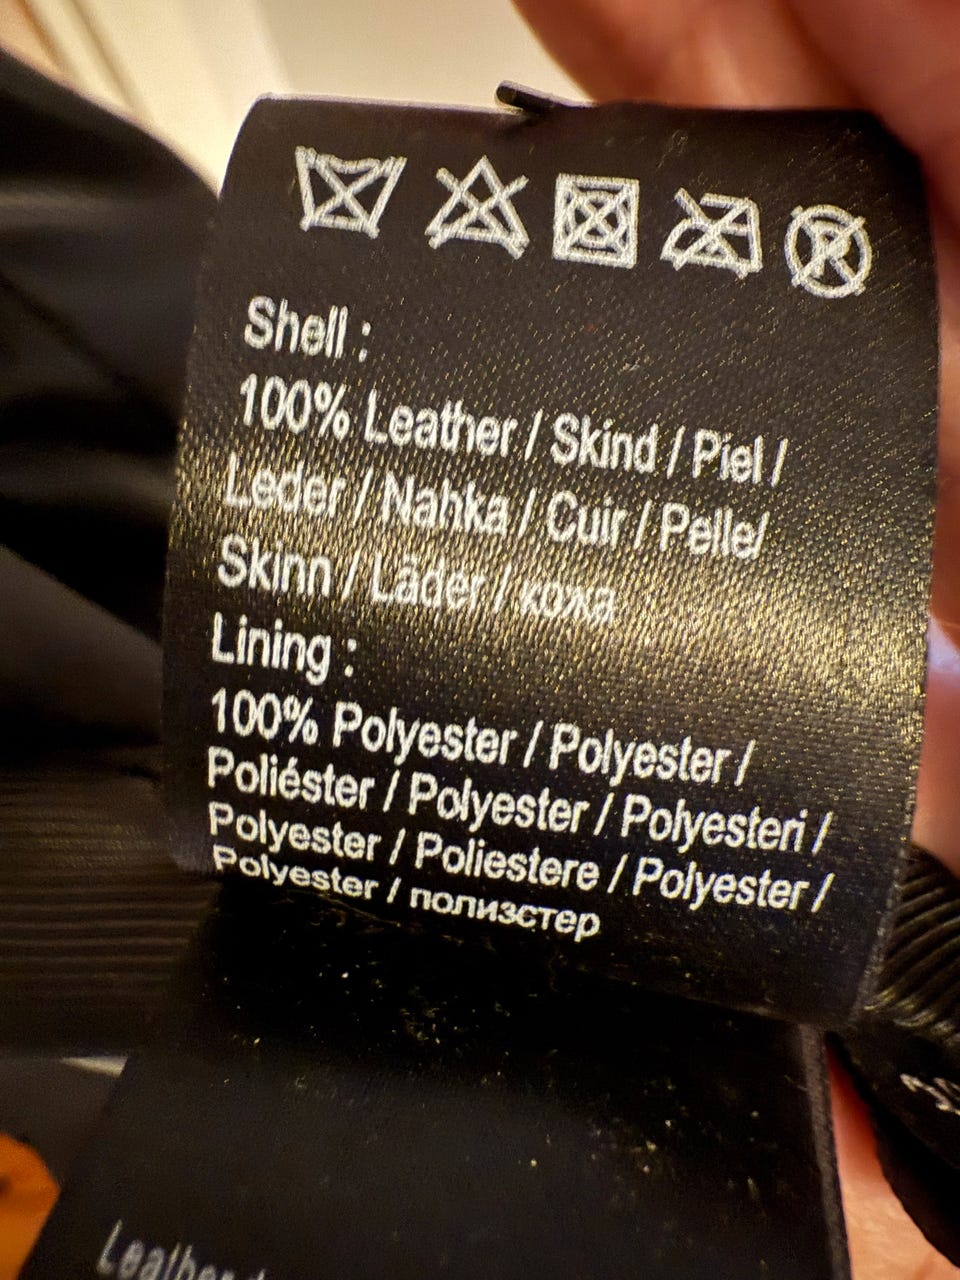 Shell :
100% Leather / Skind / Piel /
Leder / Nahka / Cuir / Pelle/
Skinn / Läder / кожа
Lining :
100% Polyester / Polyester /
Poliéster / Polyester / Polyesteri /
Polyester / Poliestere / Polyester /
Polyester / полиэстер
Leather